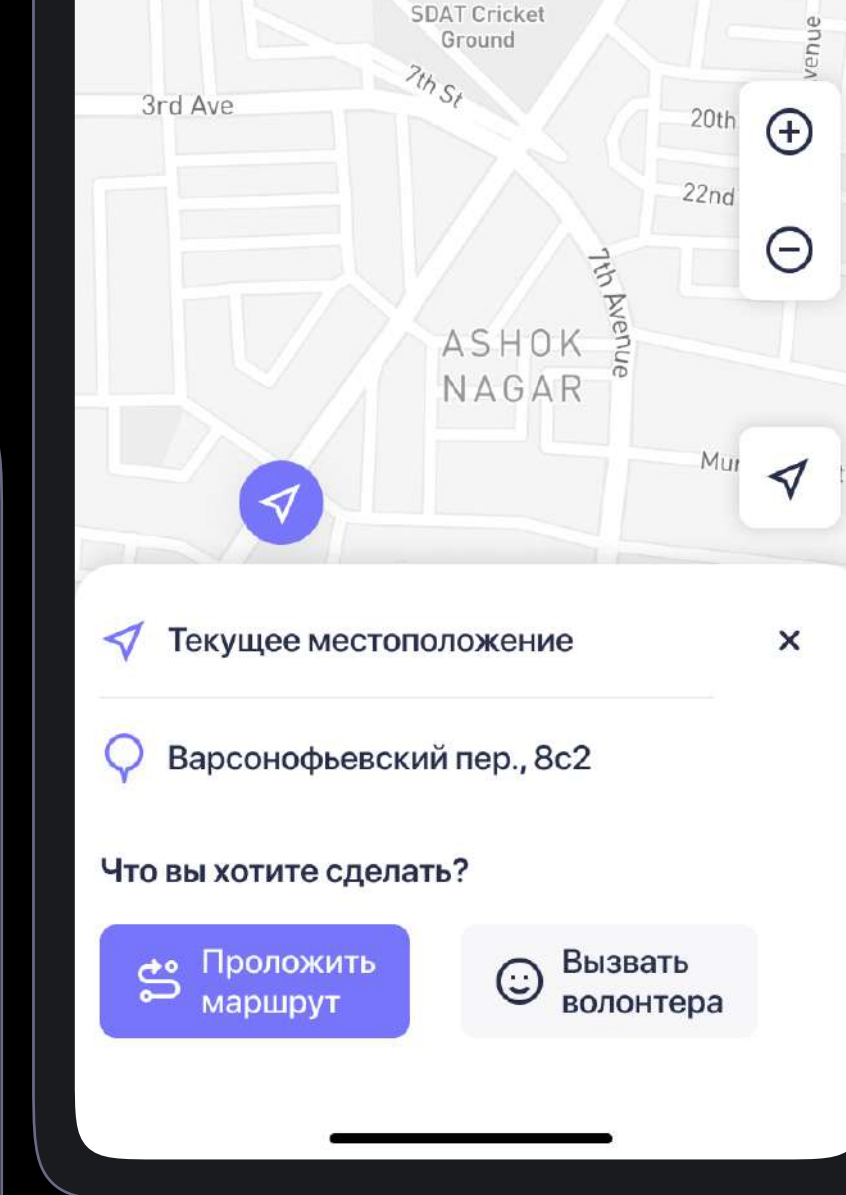 SDAT Cricket
Ground
7th St
3rd Ave
20th
22nd
7th Avenue
ASHOK
NAGAR
Текущее местоположение
Варсонофьевский пер., 8с2
Что вы хотите сделать?
Проложить
маршрут
Вызвать
волонтера